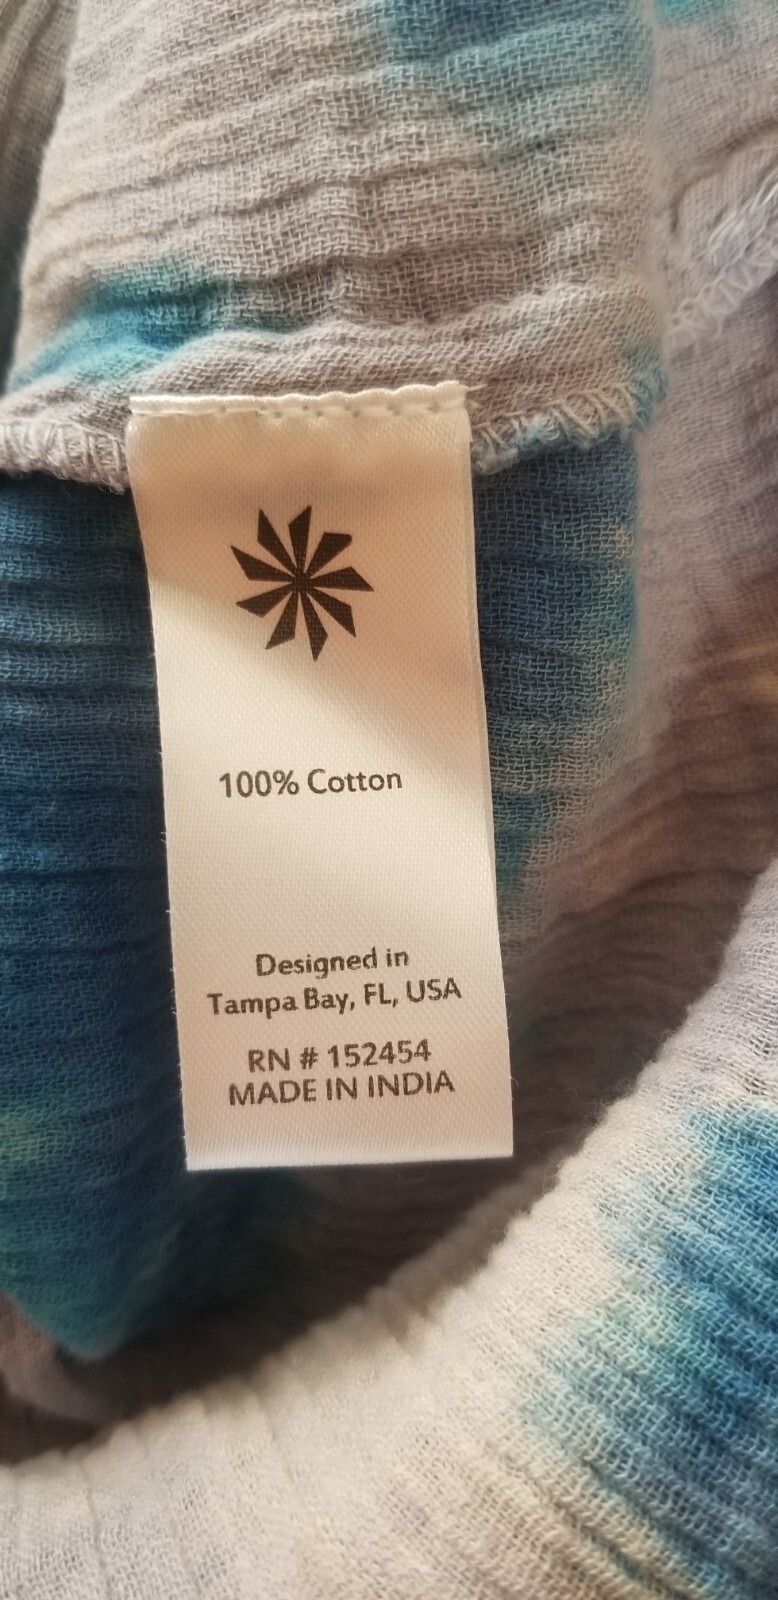 100% Cotton
Designed in
Tampa Bay, FL, USA
RN # 152454
MADE IN INDIA